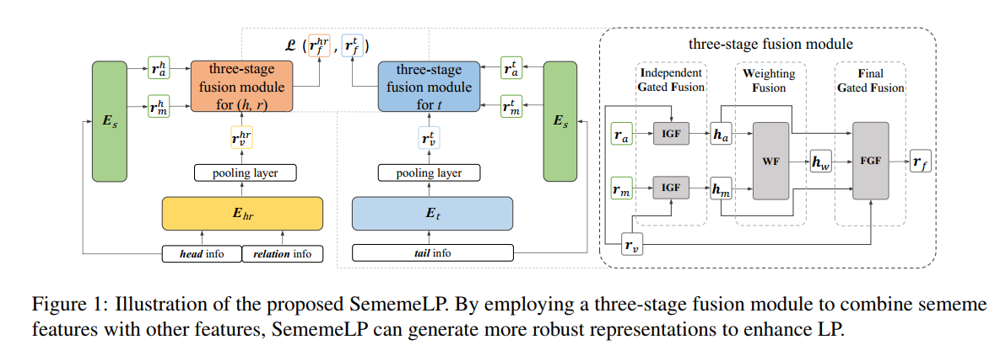 ℒ (r_f^{hr}, r_f^t)
three-stage fusion module
E_s
r_a^h
r_m^h
three-stage
fusion module
for (h, r)
three-stage
fusion module
for t
r_a^t
r_m^t
E_s
r_v^{hr}
r_v^t
pooling layer
pooling layer
E_{hr}
E_t
head info
relation info
tail info
Independent
Gated Fusion
Weighting
Fusion
Final
Gated Fusion
r_a
IGF
h_a
WF
h_w
FGF
r_f
r_m
IGF
h_m
r_v
Figure 1: Illustration of the proposed SememeLP. By employing a three-stage fusion module to combine sememe
features with other features, SememeLP can generate more robust representations to enhance LP.